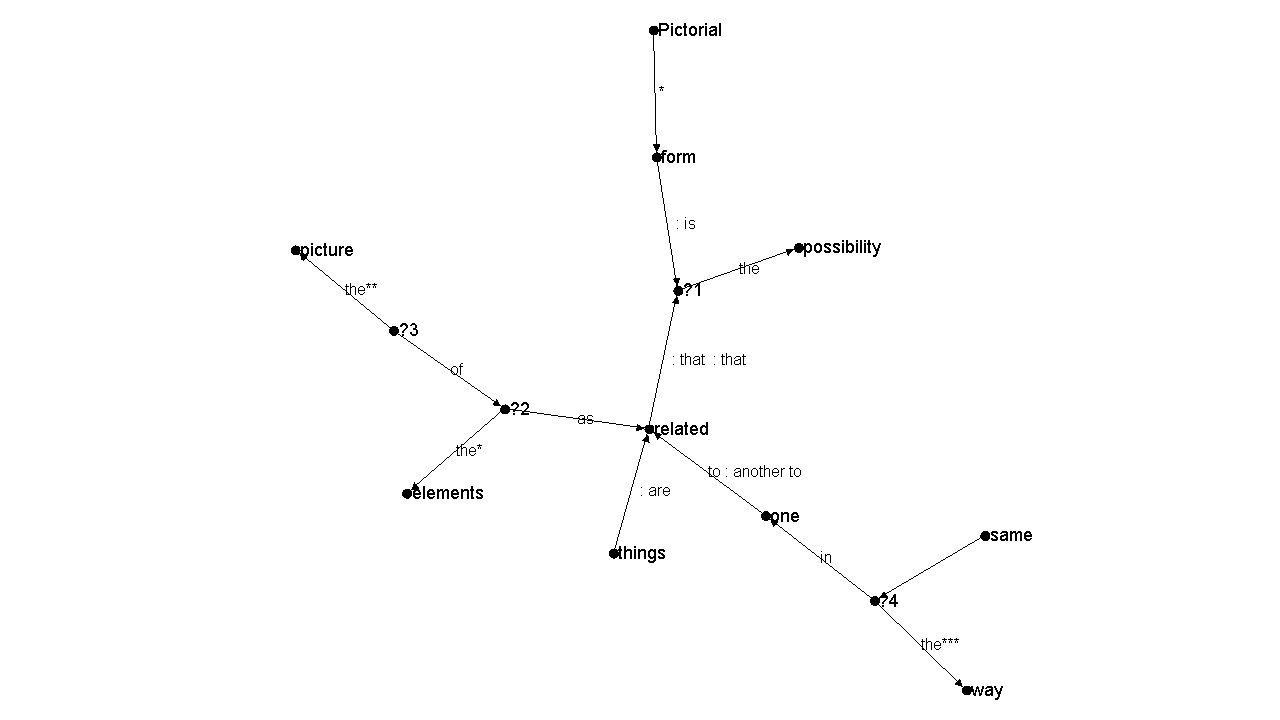 Pictorial
*
form
: is
picture
possibility
the
the**
?1
?3
: that : that
of
?2
as
related
the*
to : another to
elements
: are
one
things
same
in
?4
the***
way